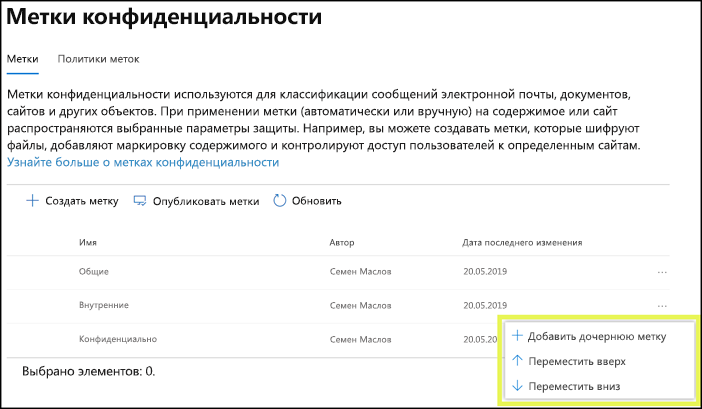 Метки конфиденциальности
Метки Политики меток
Метки конфиденциальности используются для классификации сообщений электронной почты, документов,
сайтов и других объектов. При применении метки (автоматически или вручную) на содержимое или сайт
распространяются выбранные параметры защиты. Например, вы можете создавать метки, которые шифруют
файлы, добавляют маркировку содержимого и контролируют доступ пользователей к определенным сайтам.
Узнайте больше о метках конфиденциальности
Создать метку Опубликовать метки Обновить
Имя Автор Дата последнего изменения
Общие Семен Маслов 20.05.2019 ...
Внутренние Семен Маслов 20.05.2019 ...
Конфиденциально Семен Маслов 20.05.20
Добавить дочернюю метку
Переместить вверх
Переместить вниз
Выбрано элементов: 0.